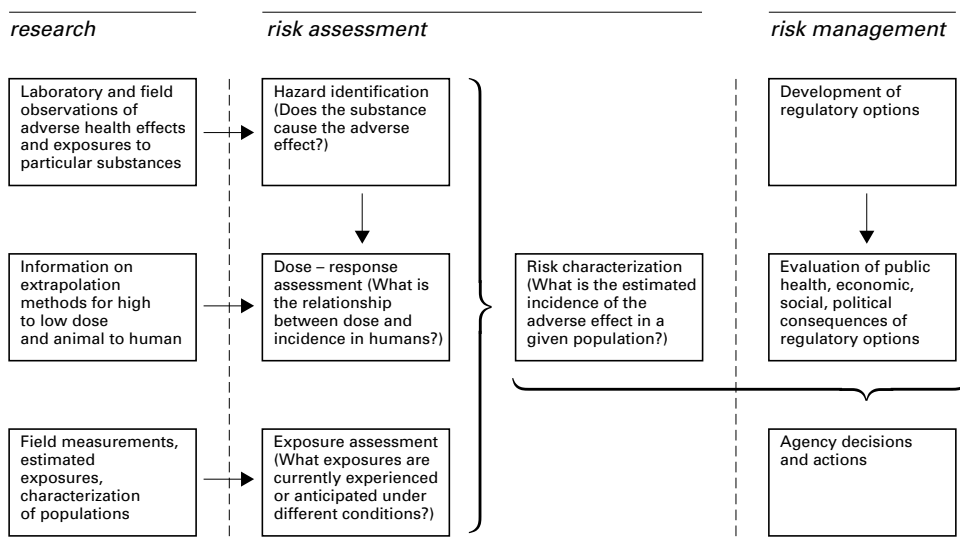 research
risk assessment
risk management
Laboratory and field
observations of
adverse health effects
and exposures to
particular substances
Hazard identification
(Does the substance
cause the adverse
effect?)
Development of
regulatory options
Information on
extrapolation
methods for high
to low dose
and animal to human
Dose – response
assessment (What is
the relationship
between dose and
incidence in humans?)
Risk characterization
(What is the estimated
incidence of the
adverse effect in a
given population?)
Evaluation of public
health, economic,
social, political
consequences of
regulatory options
Field measurements,
estimated
exposures,
characterization
of populations
Exposure assessment
(What exposures are
currently experienced
or anticipated under
different conditions?)
Agency decisions
and actions